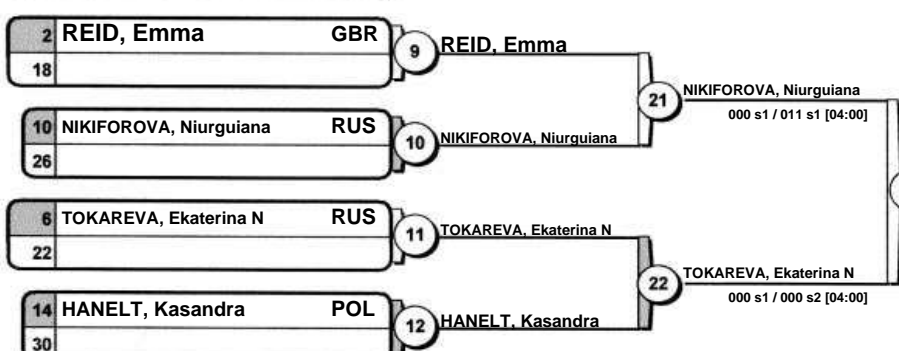 2 REID, Emma GBR
18
9 REID, Emma
10 NIKIFOROVA, Niurguiana RUS
26
10 NIKIFOROVA, Niurguiana
21 NIKIFOROVA, Niurguiana
000 s1 / 011 s1 [04:00]
6 TOKAREVA, Ekaterina N RUS
22
11 TOKAREVA, Ekaterina N
14 HANELT, Kasandra POL
30
12 HANELT, Kasandra
22 TOKAREVA, Ekaterina N
000 s1 / 000 s2 [04:00]